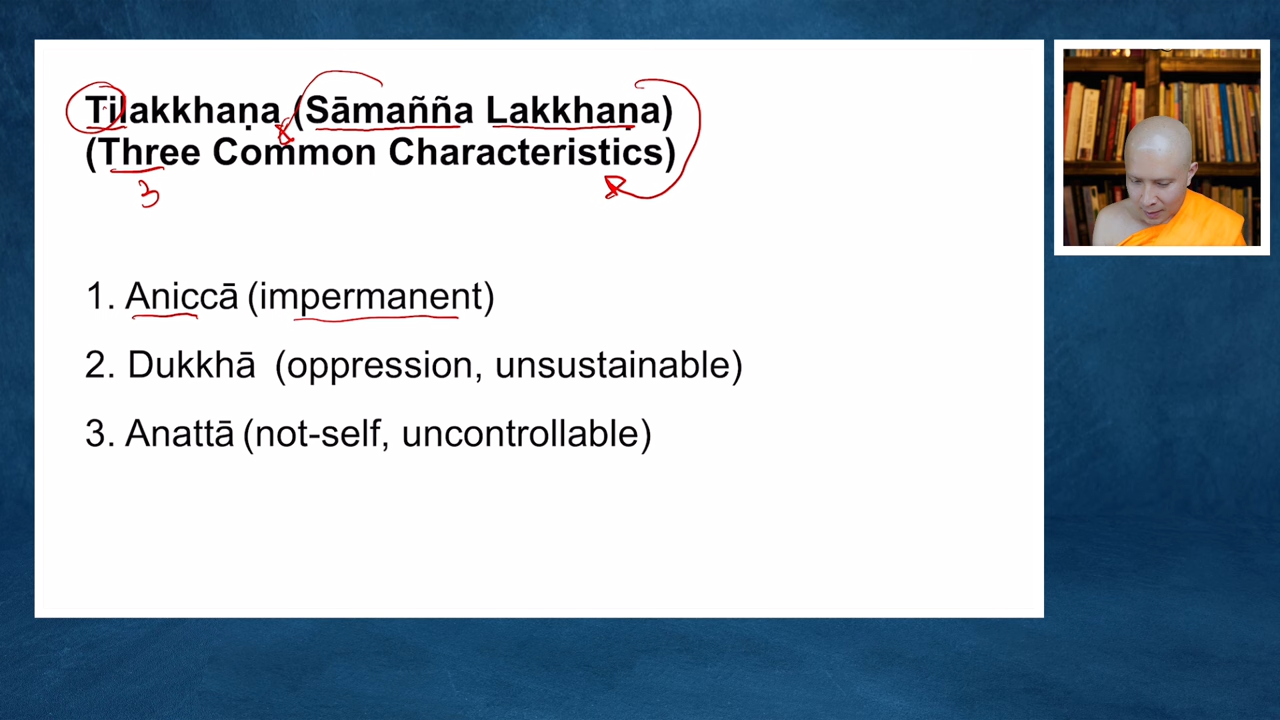 Tilakkhaṇa (Sāmañña Lakkhaṇa)
(Three Common Characteristics)
3
1. Aniccā (impermanent)
2. Dukkhā (oppression, unsustainable)
3. Anattā (not-self, uncontrollable)